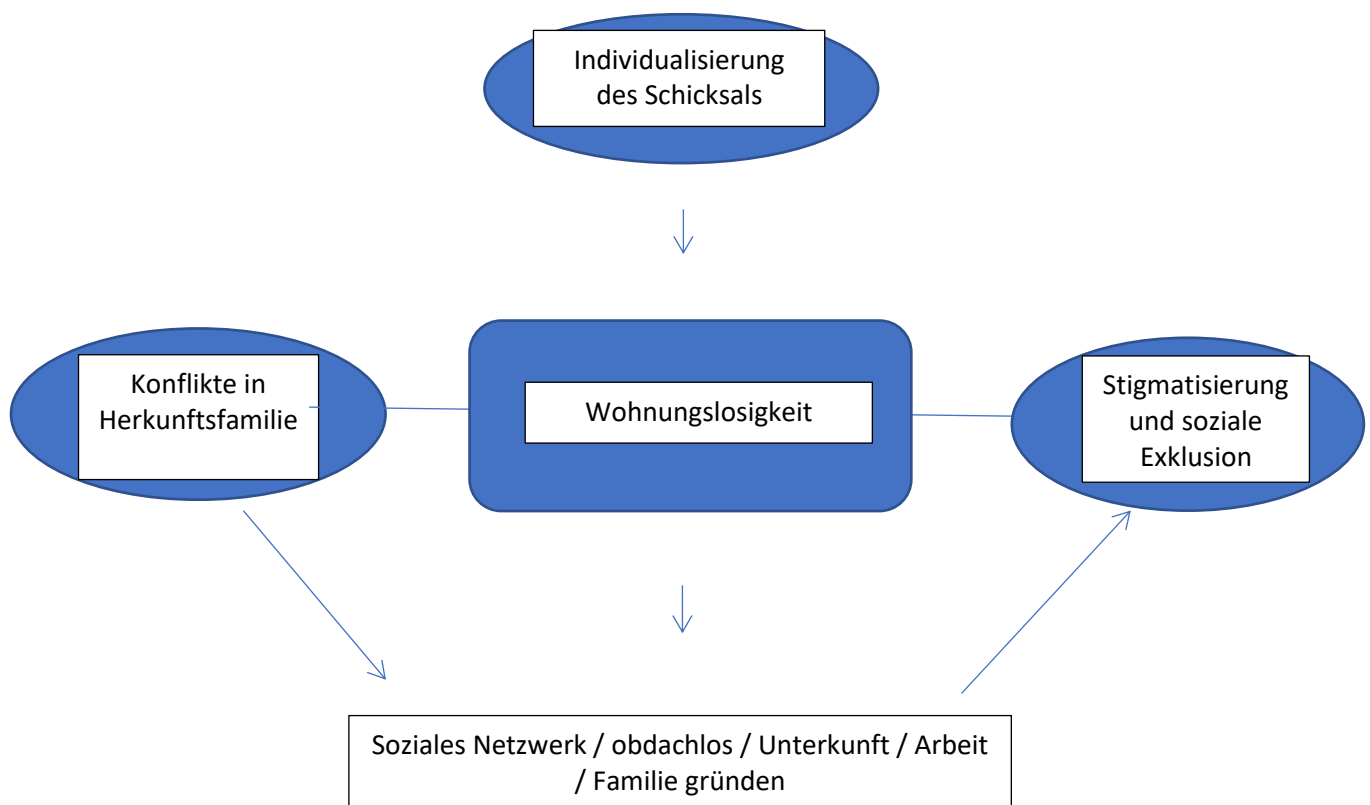 Individualisierung
des Schicksals
Konflikte in
Herkunftsfamilie
Wohnungslosigkeit
Stigmatisierung
und soziale
Exklusion
Soziales Netzwerk / obdachlos / Unterkunft / Arbeit
/ Familie gründen